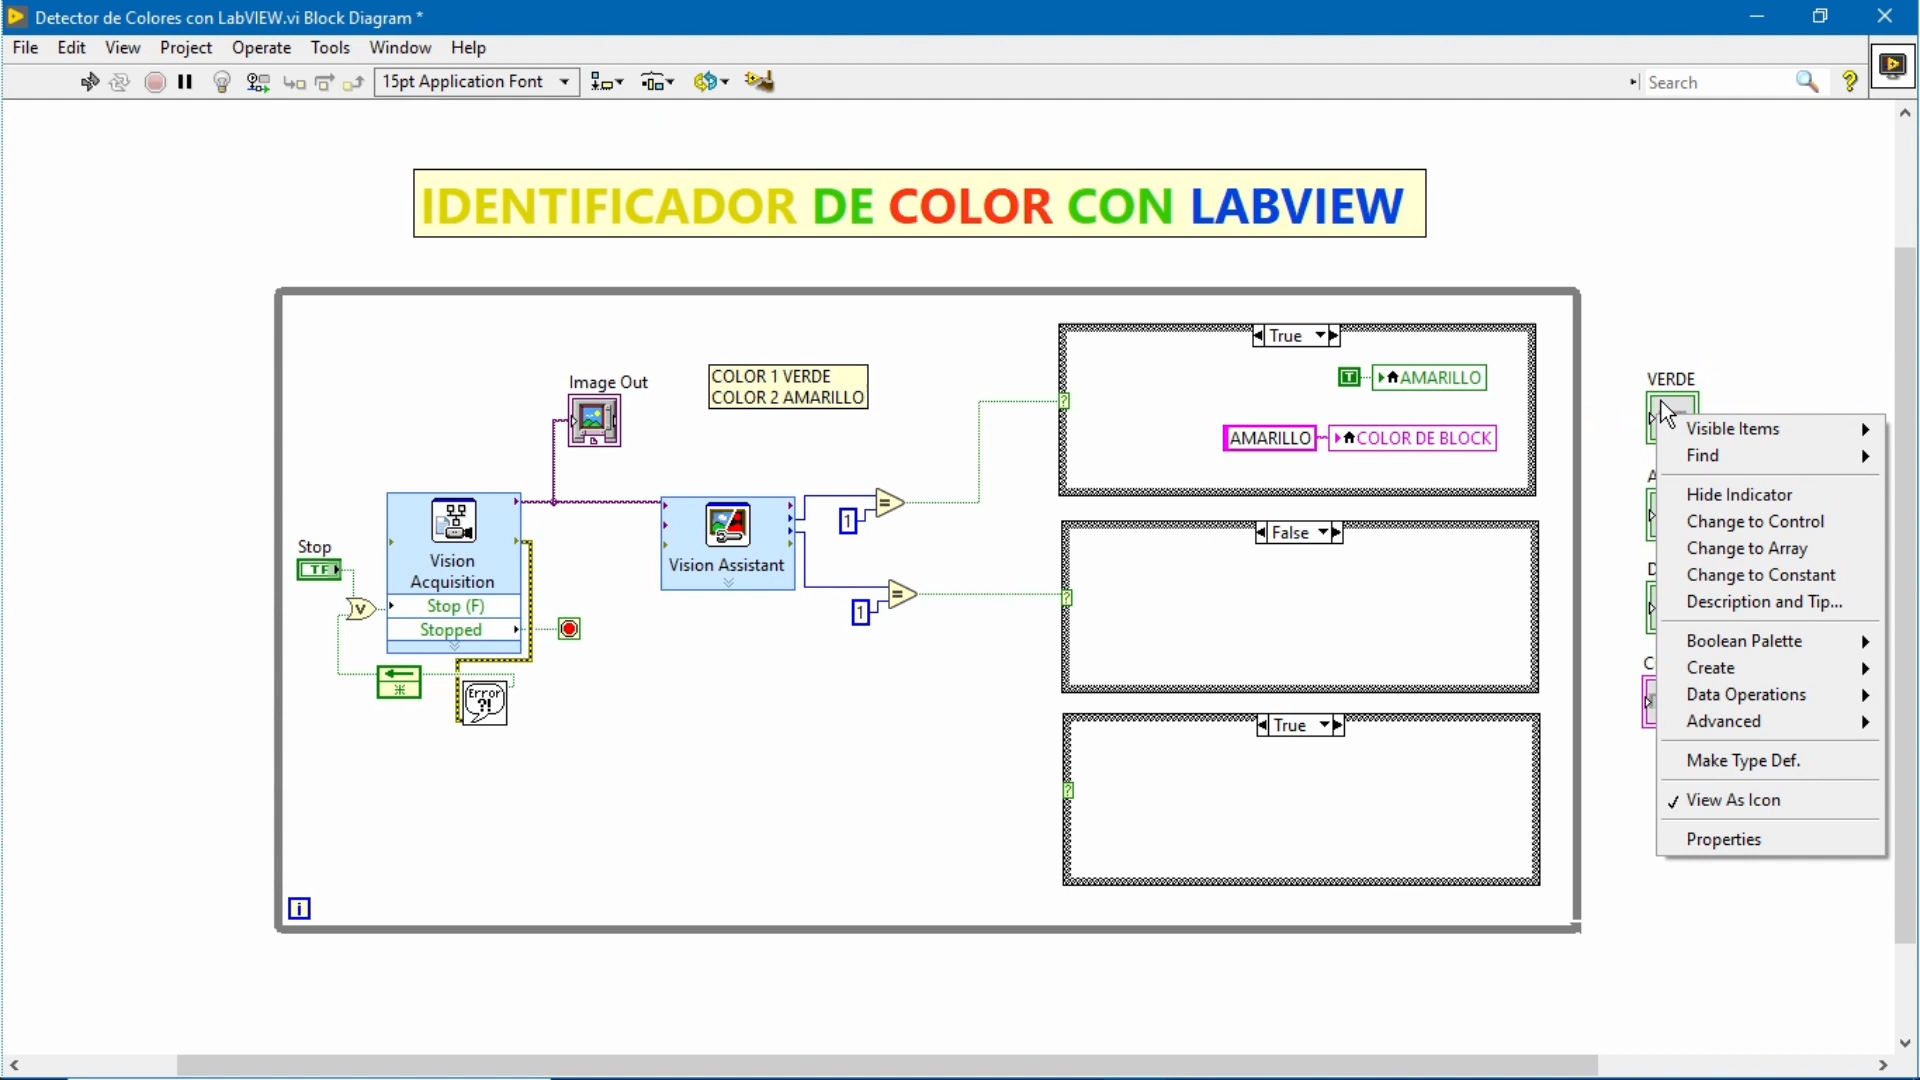 Detector de Colores con LabVIEW.vi Block Diagram *
File Edit View Project Operate Tools Window Help
15pt Application Font
Search
IDENTIFICADOR DE COLOR CON LABVIEW
True
AMARILLO
AMARILLO COLOR DE BLOCK
Image Out
COLOR 1 VERDE
COLOR 2 AMARILLO
Stop
TF
V
Vision
Acquisition
Stop (F)
Stopped
Error
?!
Vision Assistant
=
1
=
1
?
T
False
?
True
?
i
VERDE
A
D
C
Visible Items
Find
Hide Indicator
Change to Control
Change to Array
Change to Constant
Description and Tip...
Boolean Palette
Create
Data Operations
Advanced
Make Type Def.
View As Icon
Properties